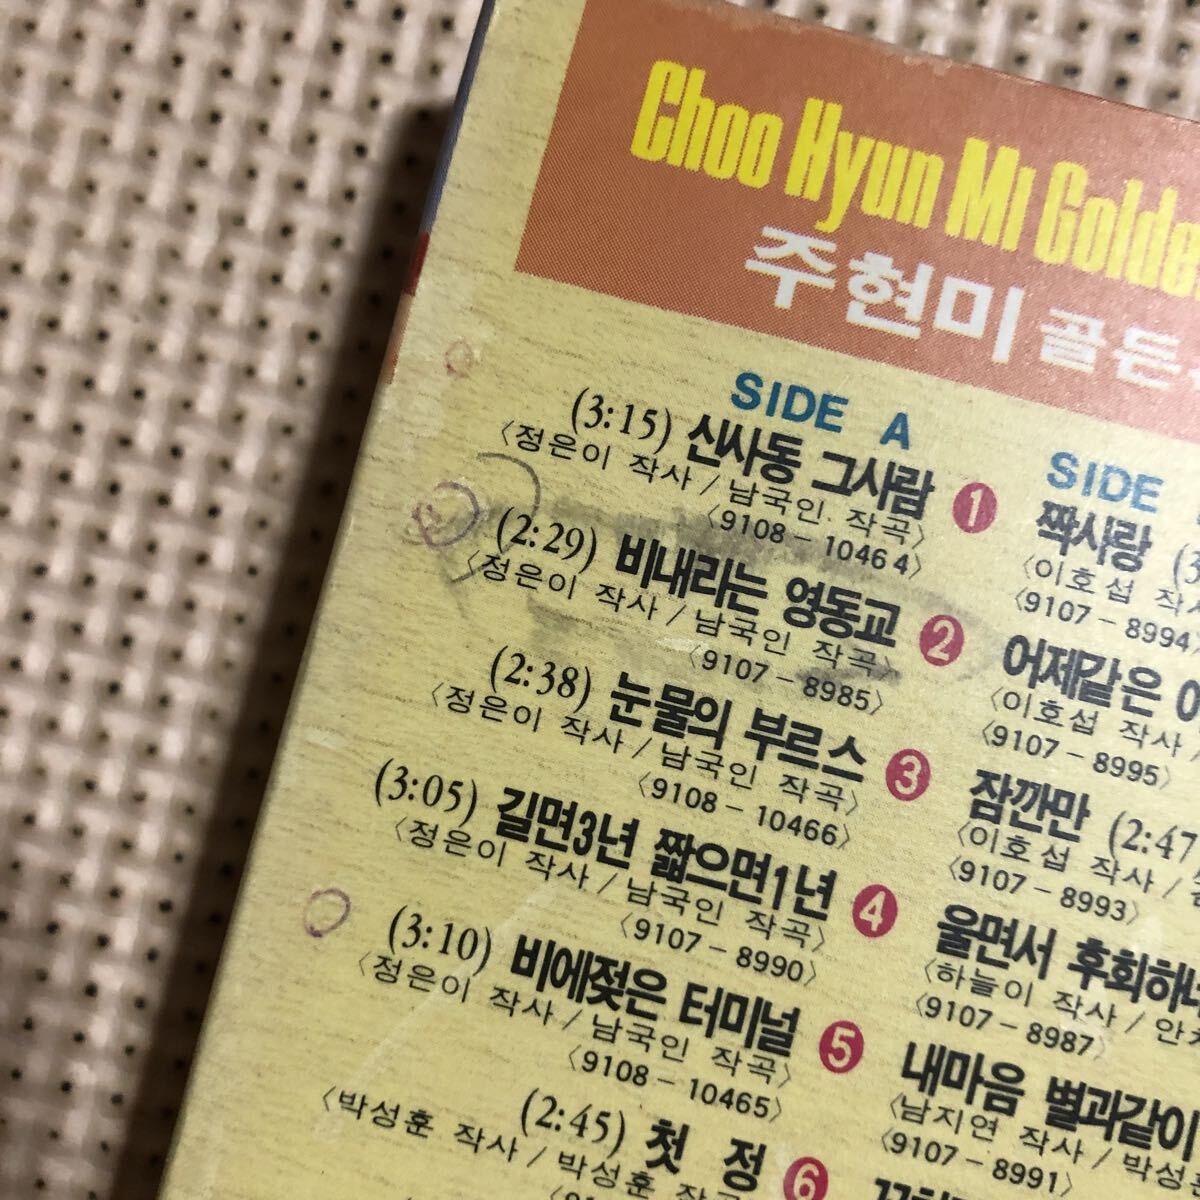 Choo Hyun Mi Golde
주현미 골든
SIDE A
(3:15) 신사동 그사람 1
〈정은이 작사/남국인 작곡〉
〈9108-10464〉
(2:29) 비내리는 영동교 2
〈정은이 작사/남국인 작곡〉
〈9107-8985〉
(2:38) 눈물의 부르스 3
〈정은이 작사/남국인 작곡〉
〈9108-10466〉
(3:05) 길면3년 짧으면1년 4
〈정은이 작사/남국인 작곡〉
〈9107-8990〉
(3:10) 비에젖은 터미널 5
〈정은이 작사/남국인 작곡〉
〈9108-10465〉
(2:45) 첫 정 6
〈박성훈 작사/박성훈 작곡
SIDE
짝사랑 (3
〈이호섭 작
〈9107-8994〉
어제같은
〈이호섭 작사/
〈9107-8995〉
잠깐만 (2:47
〈이호섭 작사/
〈9107-8993〉
울면서 후회하네
〈하늘이 작사/안
〈9107-8987〉
내마음 별과같이
〈남지연 작사/박성
〈9107-8991〉